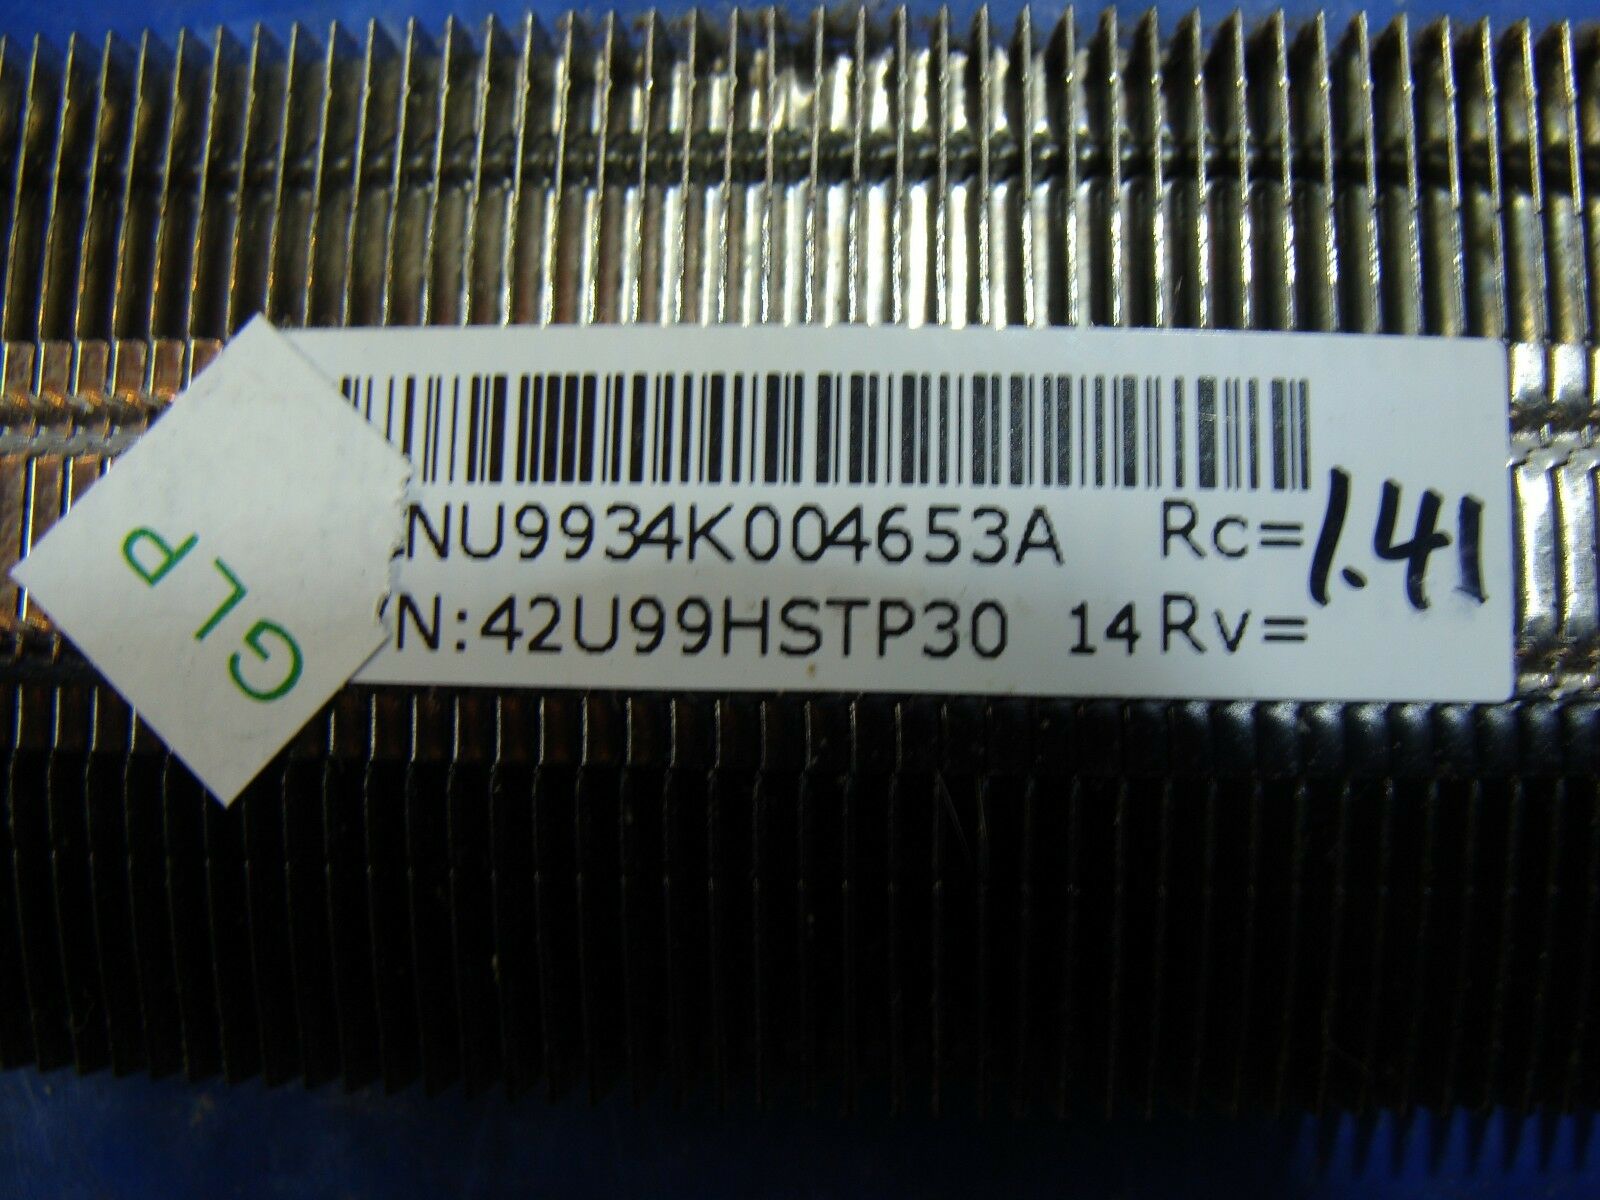 NU9934K004653A Rc=1.41
N:42U99HSTP30 14 Rv=
GLP